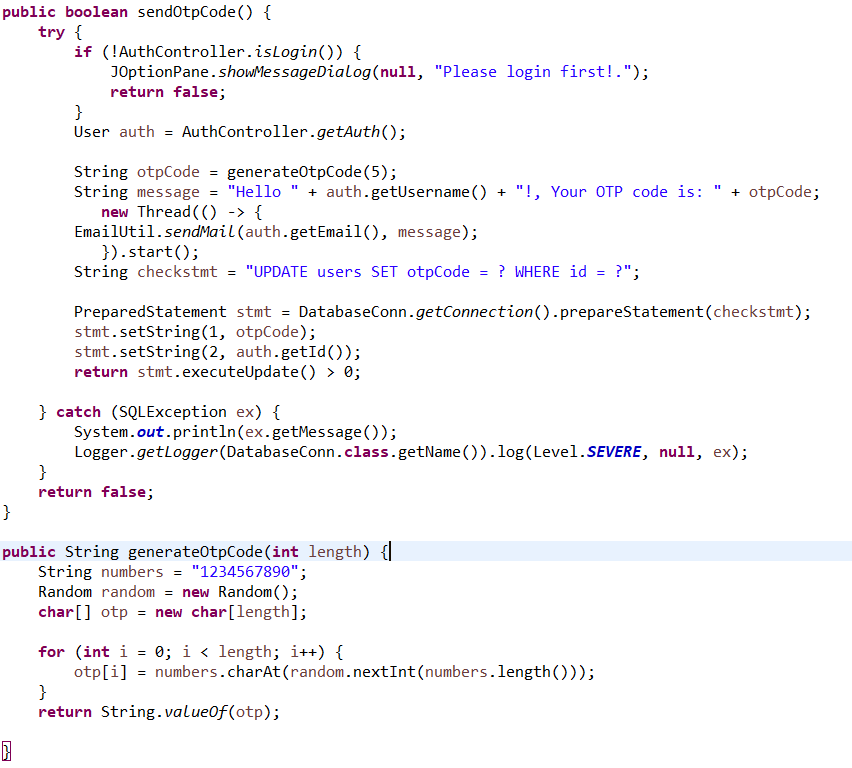 public boolean sendOtpCode() {
    try {
        if (!AuthController.isLogin()) {
            JOptionPane.showMessageDialog(null, "Please login first!.");
            return false;
        }
        User auth = AuthController.getAuth();

        String otpCode = generateOtpCode(5);
        String message = "Hello " + auth.getUsername() + "!, Your OTP code is: " + otpCode;
           new Thread(() -> {
        EmailUtil.sendMail(auth.getEmail(), message);
           }).start();
        String checkstmt = "UPDATE users SET otpCode = ? WHERE id = ?";

        PreparedStatement stmt = DatabaseConn.getConnection().prepareStatement(checkstmt);
        stmt.setString(1, otpCode);
        stmt.setString(2, auth.getId());
        return stmt.executeUpdate() > 0;

    } catch (SQLException ex) {
        System.out.println(ex.getMessage());
        Logger.getLogger(DatabaseConn.class.getName()).log(Level.SEVERE, null, ex);
    }
    return false;
}

public String generateOtpCode(int length) {
    String numbers = "1234567890";
    Random random = new Random();
    char[] otp = new char[length];

    for (int i = 0; i < length; i++) {
        otp[i] = numbers.charAt(random.nextInt(numbers.length()));
    }
    return String.valueOf(otp);

}